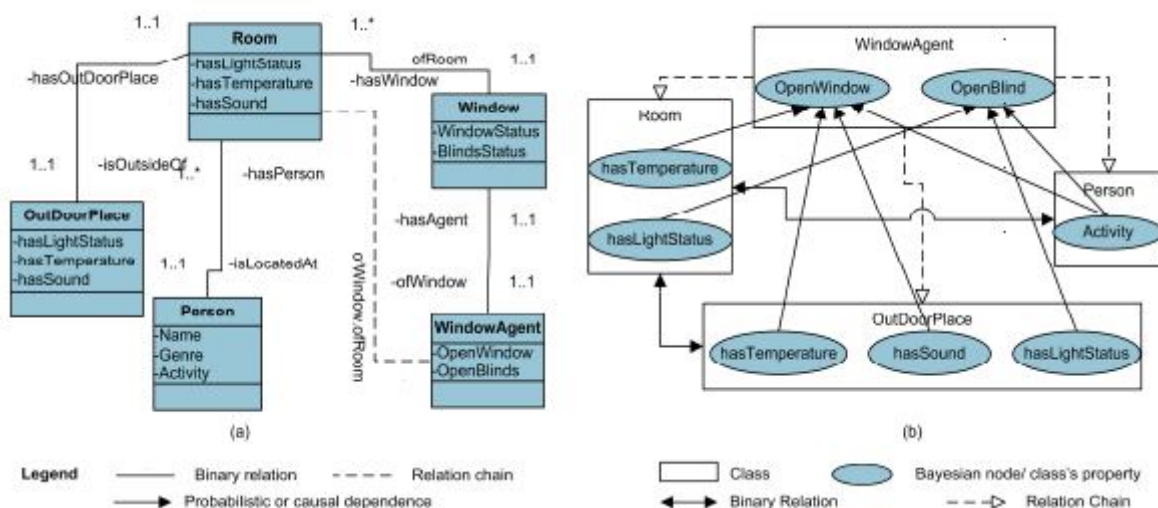 1..1
1..*
Room
-hasLightStatus
-hasTemperature
-hasSound
-hasOutDoorPlace
ofRoom
1..1
-hasWindow
Window
-WindowStatus
-BlindsStatus
1..1
-isOutsideOf
1..*
-hasPerson
OutDoorPlace
-hasLightStatus
-hasTemperature
-hasSound
-hasAgent
1..1
1..1
-isLocatedAt
-ofWindow
1..1
oWindow.ofRoom
Person
-Name
-Genre
-Activity
WindowAgent
-OpenWindow
-OpenBlinds
(a)
WindowAgent
OpenWindow
OpenBlind
Room
hasTemperature
hasLightStatus
Person
Activity
OutDoorPlace
hasTemperature
hasSound
hasLightStatus
(b)
Legend
Binary relation
Relation chain
Probabilistic or causal dependence
Class
Bayesian node/ class's property
Binary Relation
Relation Chain